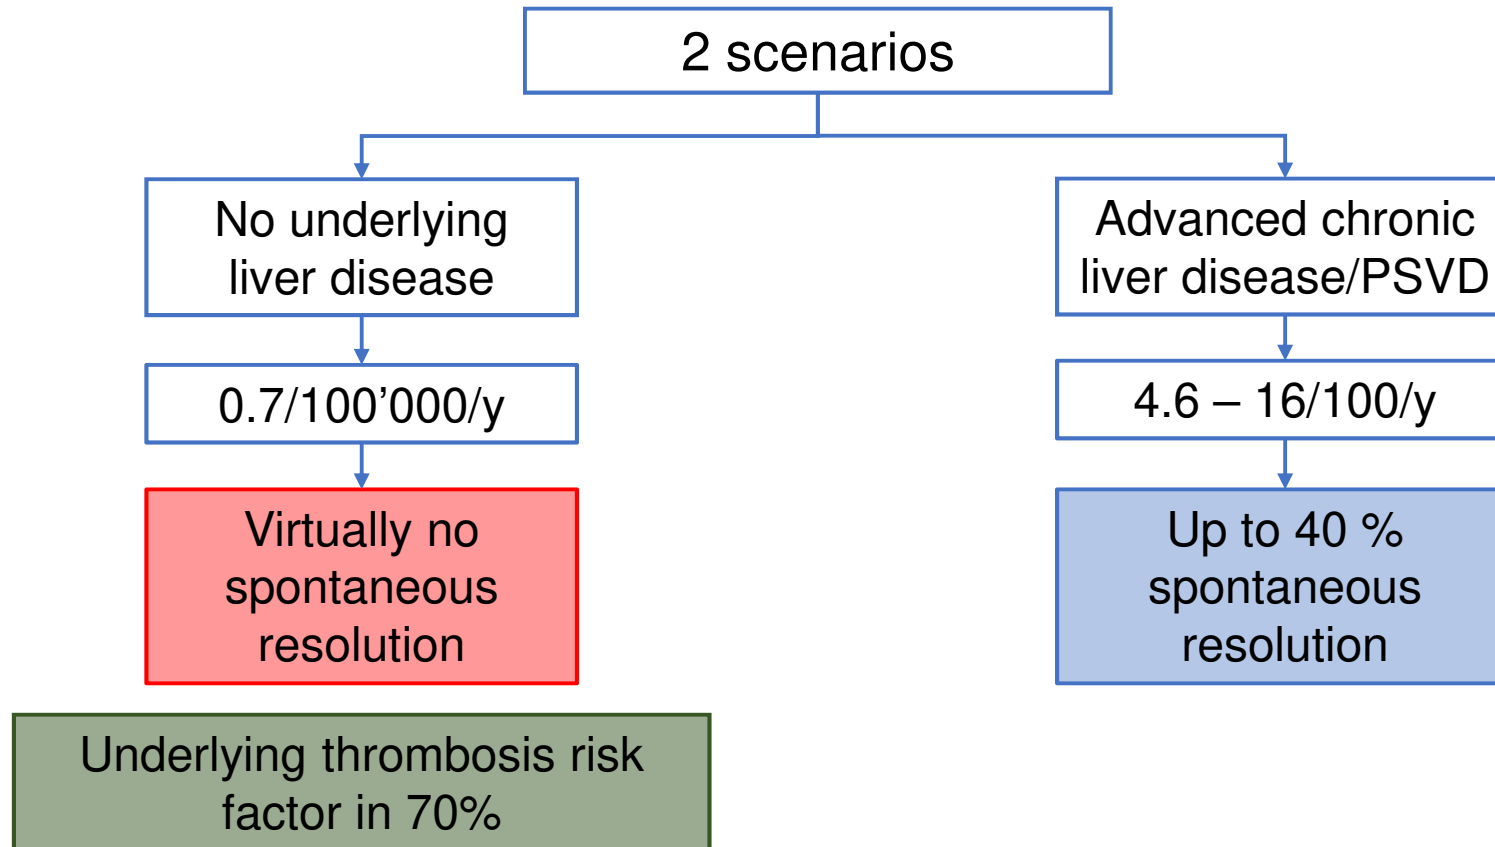 2 scenarios
No underlying
liver disease
0.7/100’000/y
Virtually no
spontaneous
resolution
Underlying thrombosis risk
factor in 70%
Advanced chronic
liver disease/PSVD
4.6 – 16/100/y
Up to 40 %
spontaneous
resolution